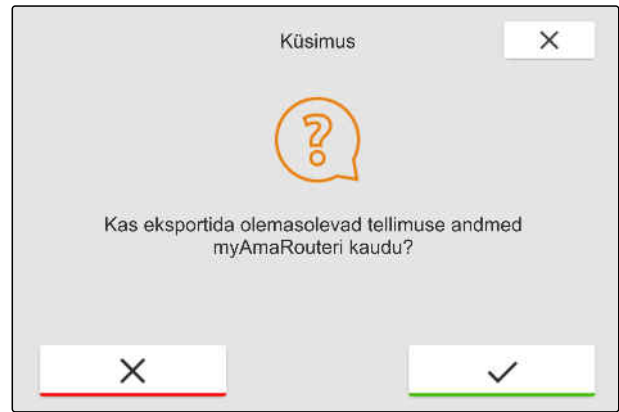 Küsimus
Kas eksportida olemasolevad tellimuse andmed
myAmaRouteri kaudu?